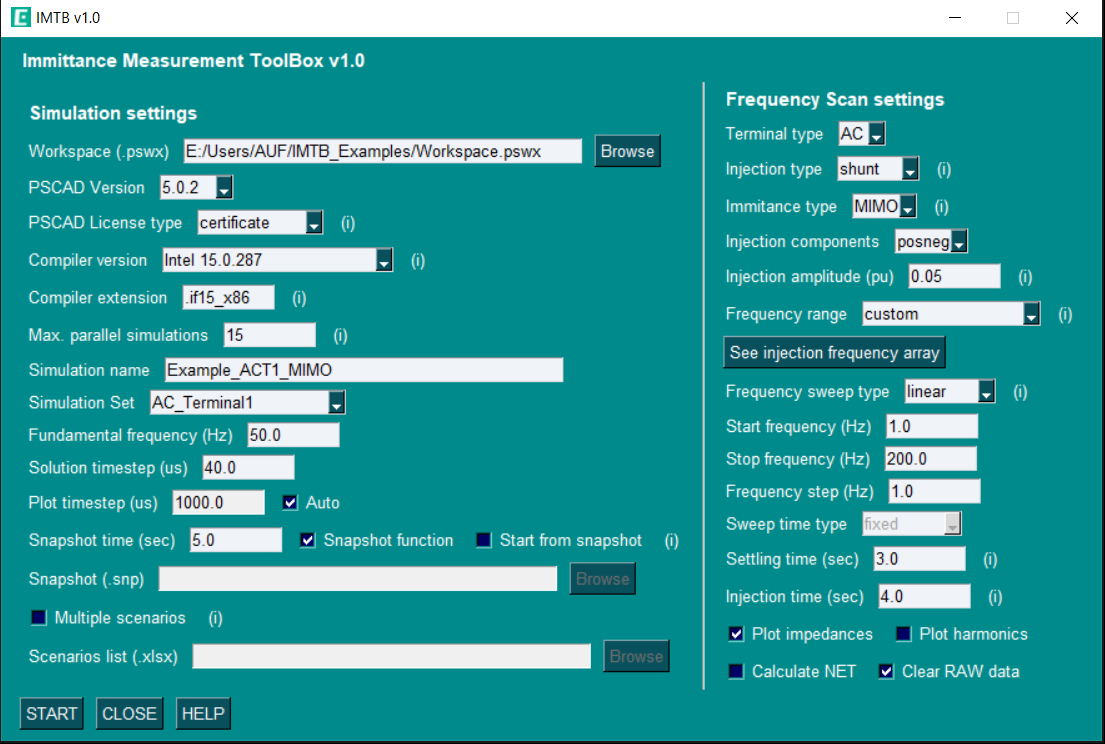 IMTB v1.0
Immittance Measurement ToolBox v1.0
Simulation settings
Workspace (.pswx) E:/Users/AUF/IMTB_Examples/Workspace.pswx Browse
PSCAD Version 5.0.2
PSCAD License type certificate (i)
Compiler version Intel 15.0.287 (i)
Compiler extension .if15_x86 (i)
Max. parallel simulations 15 (i)
Simulation name Example_ACT1_MIMO
Simulation Set AC_Terminal1
Fundamental frequency (Hz) 50.0
Solution timestep (us) 40.0
Plot timestep (us) 1000.0 Auto
Snapshot time (sec) 5.0 Snapshot function Start from snapshot (i)
Snapshot (.snp) Browse
Multiple scenarios (i)
Scenarios list (.xlsx) Browse
START CLOSE HELP
Frequency Scan settings
Terminal type AC
Injection type shunt (i)
Immitance type MIMO (i)
Injection components posneg
Injection amplitude (pu) 0.05 (i)
Frequency range custom (i)
See injection frequency array
Frequency sweep type linear (i)
Start frequency (Hz) 1.0
Stop frequency (Hz) 200.0
Frequency step (Hz) 1.0
Sweep time type fixed
Settling time (sec) 3.0 (i)
Injection time (sec) 4.0 (i)
Plot impedances Plot harmonics
Calculate NET Clear RAW data